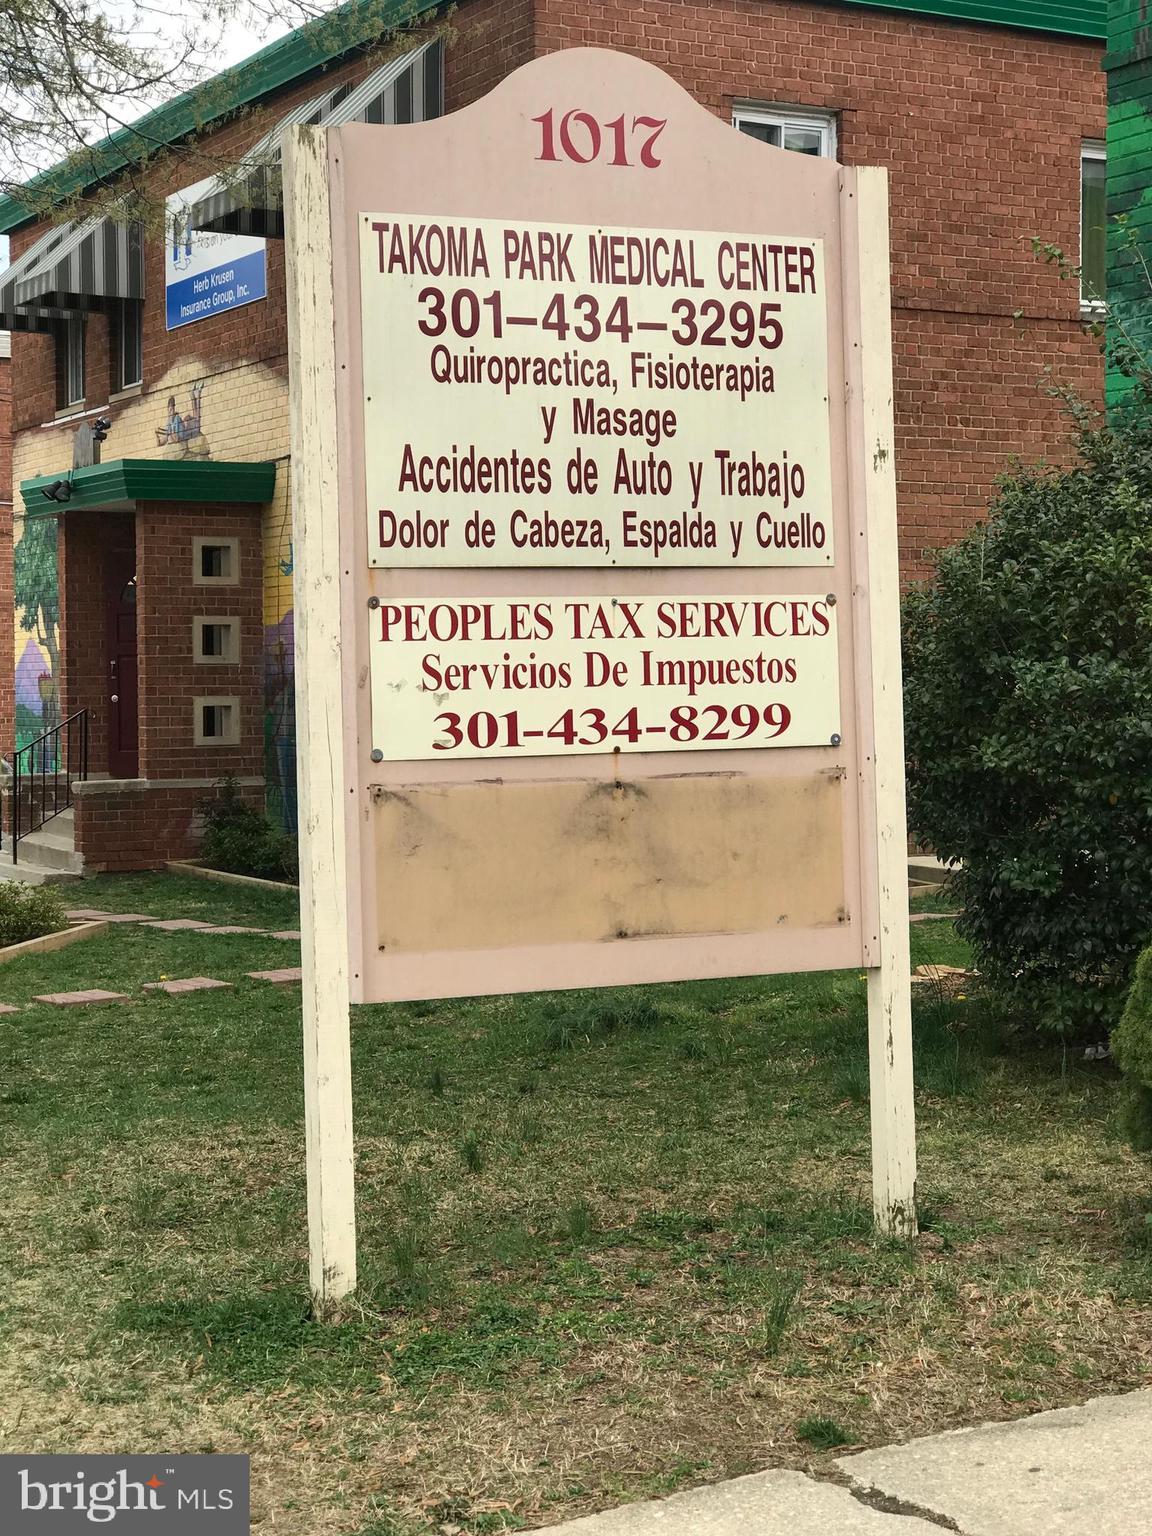 1017
TAKOMA PARK MEDICAL CENTER
301-434-3295
Quiropractica, Fisioterapia
y Masage
Accidentes de Auto y Trabajo
Dolor de Cabeza, Espalda y Cuello
PEOPLES TAX SERVICES
Servicios De Impuestos
301-434-8299
Herb Krusen
Insurance Group, Inc.
bright™ MLS